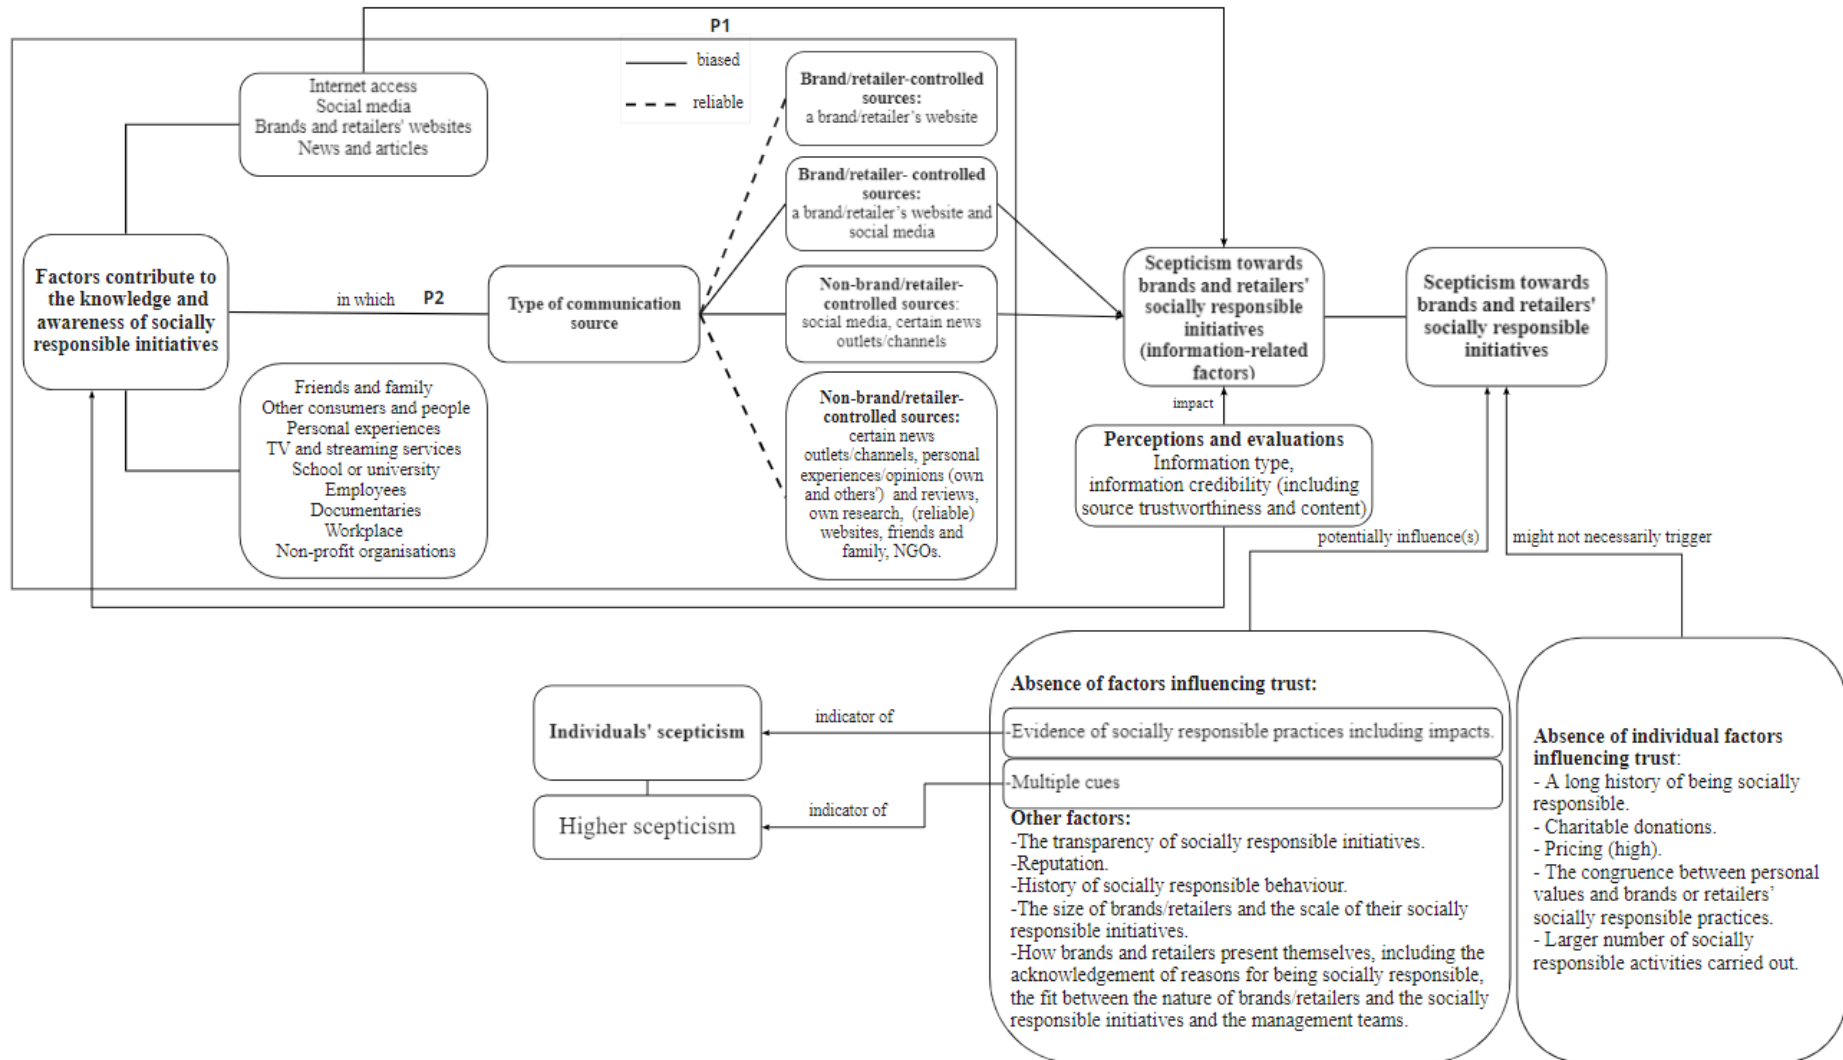 P1
biased
reliable
Internet access
Social media
Brands and retailers' websites
News and articles
Factors contribute to
the knowledge and
awareness of socially
responsible initiatives
in which
P2
Friends and family
Other consumers and people
Personal experiences
TV and streaming services
School or university
Employees
Documentaries
Workplace
Non-profit organisations
Type of communication
source
Brand/retailer-controlled
sources:
a brand/retailer's website
Brand/retailer- controlled
sources:
a brand/retailer's website and
social media
Non-brand/retailer-
controlled sources:
social media, certain news
outlets/channels
Non-brand/retailer-
controlled sources:
certain news
outlets/channels, personal
experiences/opinions (own
and others') and reviews,
own research, (reliable)
websites, friends and
family, NGOs.
Scepticism towards
brands and retailers'
socially responsible
initiatives
(information-related
factors)
Scepticism towards
brands and retailers'
socially responsible
initiatives
impact
Perceptions and evaluations
Information type,
information credibility (including
source trustworthiness and content)
potentially influence(s)
might not necessarily trigger
Individuals' scepticism
Higher scepticism
indicator of
indicator of
Absence of factors influencing trust:
-Evidence of socially responsible practices including impacts.
-Multiple cues
Other factors:
-The transparency of socially responsible initiatives.
-Reputation.
-History of socially responsible behaviour.
-The size of brands/retailers and the scale of their socially
responsible initiatives.
-How brands and retailers present themselves, including the
acknowledgement of reasons for being socially responsible,
the fit between the nature of brands/retailers and the socially
responsible initiatives and the management teams.
Absence of individual factors
influencing trust:
- A long history of being socially
responsible.
- Charitable donations.
- Pricing (high).
- The congruence between personal
values and brands or retailers'
socially responsible practices.
- Larger number of socially
responsible activities carried out.